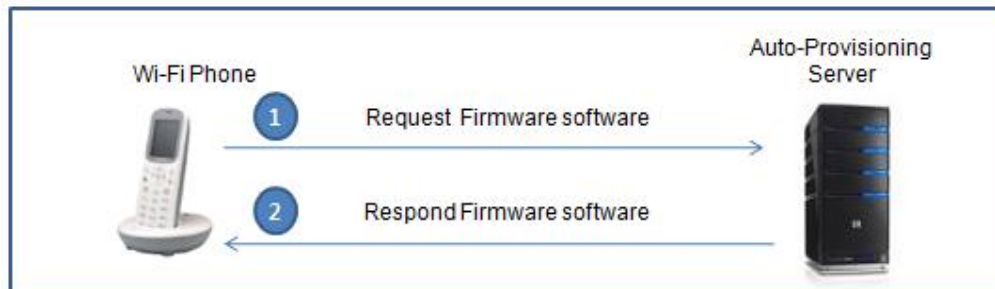 Wi-Fi Phone
Auto-Provisioning
Server
1
Request Firmware software
2
Respond Firmware software